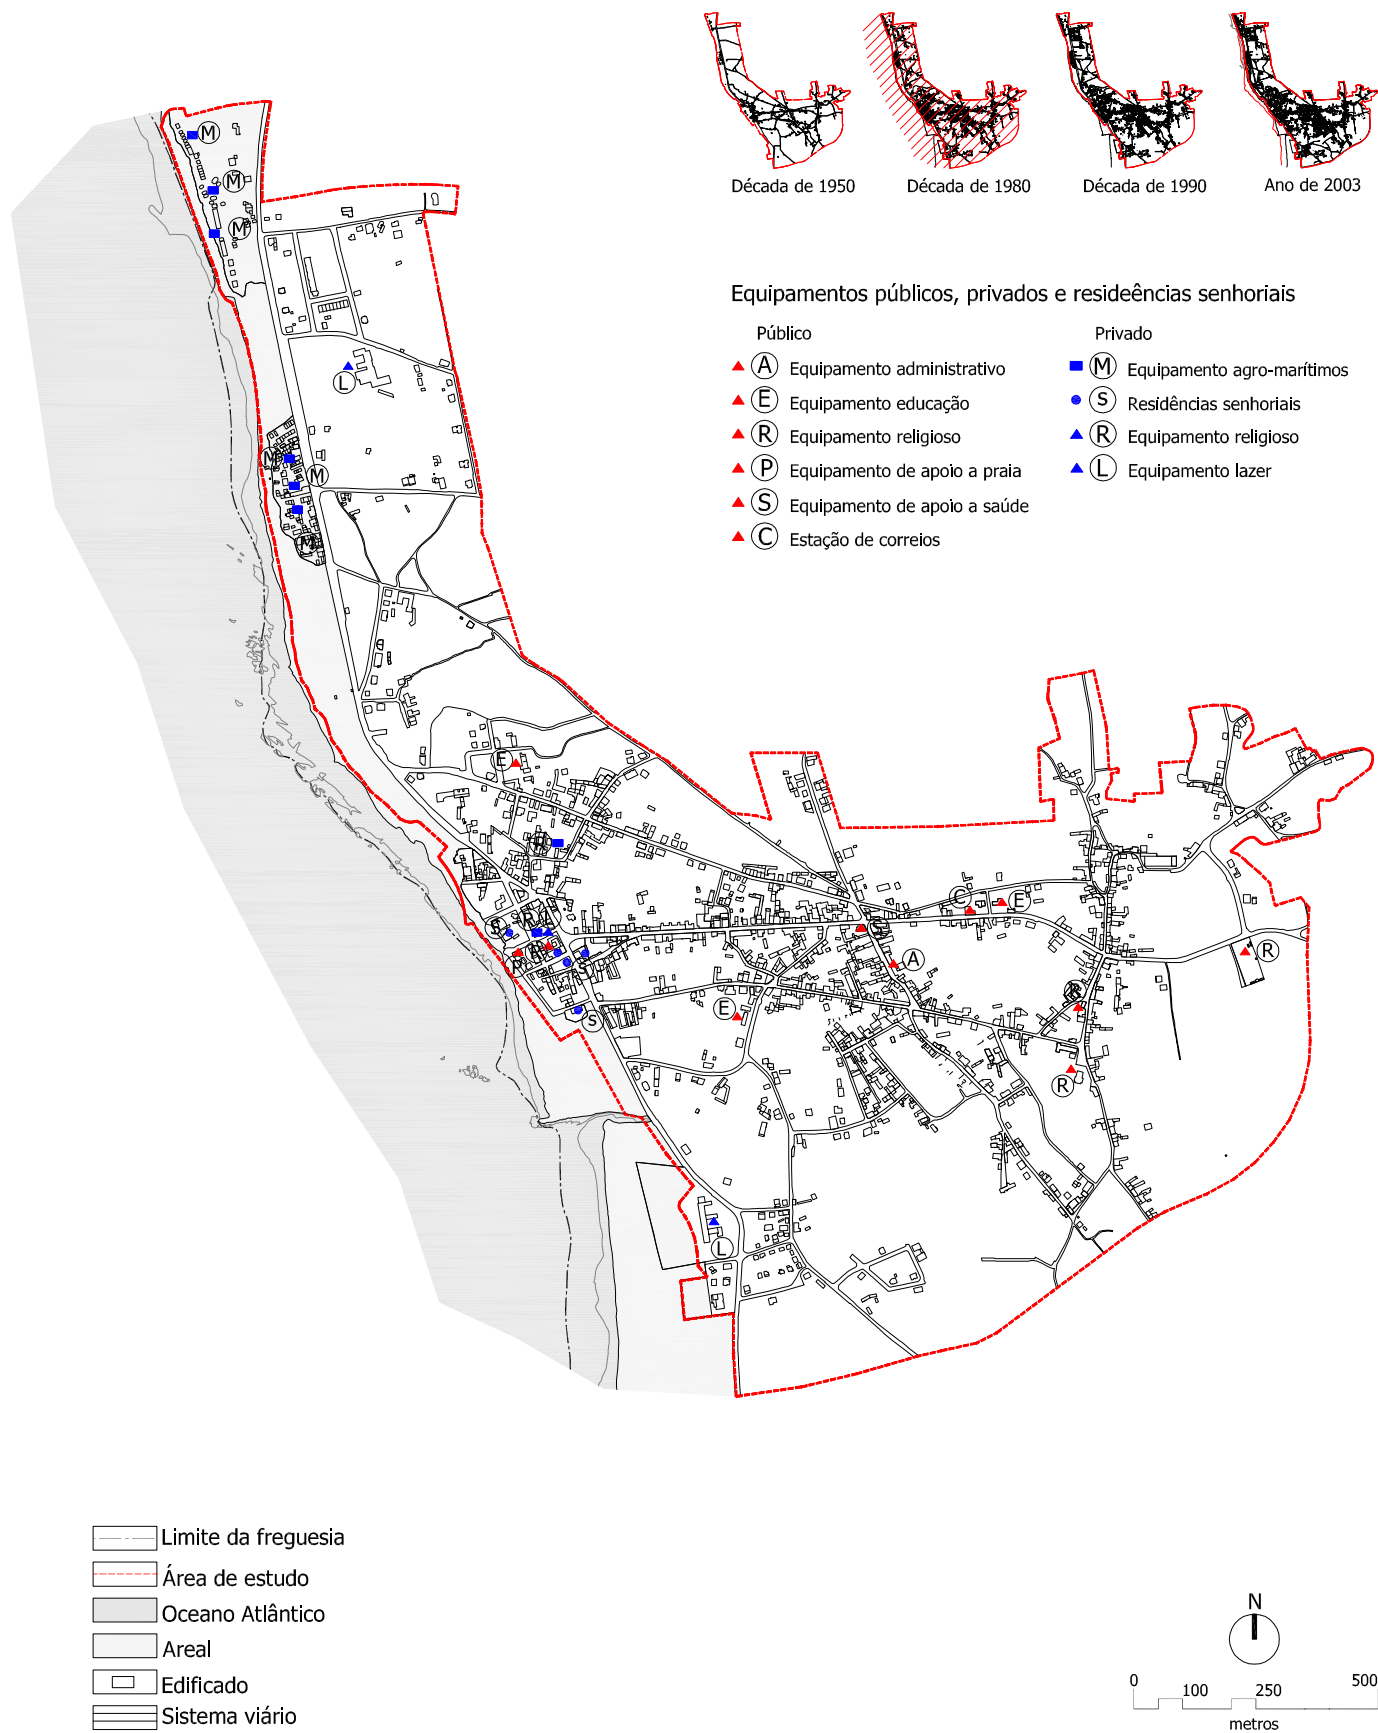 Década de 1950
Década de 1980
Década de 1990
Ano de 2003
Equipamentos públicos, privados e resideências senhoriais
Público
A Equipamento administrativo
E Equipamento educação
R Equipamento religioso
P Equipamento de apoio a praia
S Equipamento de apoio a saúde
C Estação de correios
Privado
M Equipamento agro-marítimos
S Residências senhoriais
R Equipamento religioso
L Equipamento lazer
M
M
M
L
M
M
M
E
R
S
R
C
E
S
A
R
E
S
R
L
Limite da freguesia
Área de estudo
Oceano Atlântico
Areal
Edificado
Sistema viário
N
0 100 250 500
metros